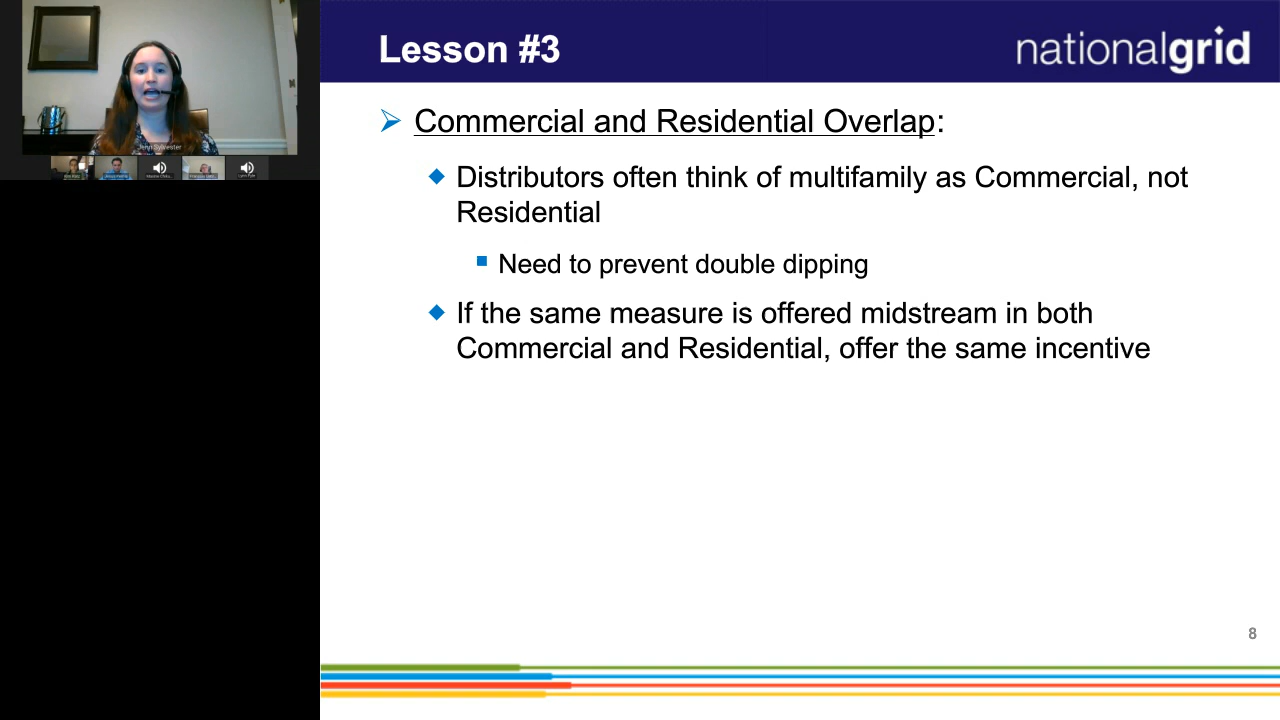 Lesson #3
nationalgrid
Commercial and Residential Overlap:
Distributors often think of multifamily as Commercial, not
Residential
Need to prevent double dipping
If the same measure is offered midstream in both
Commercial and Residential, offer the same incentive
8
Jenn Sylvester